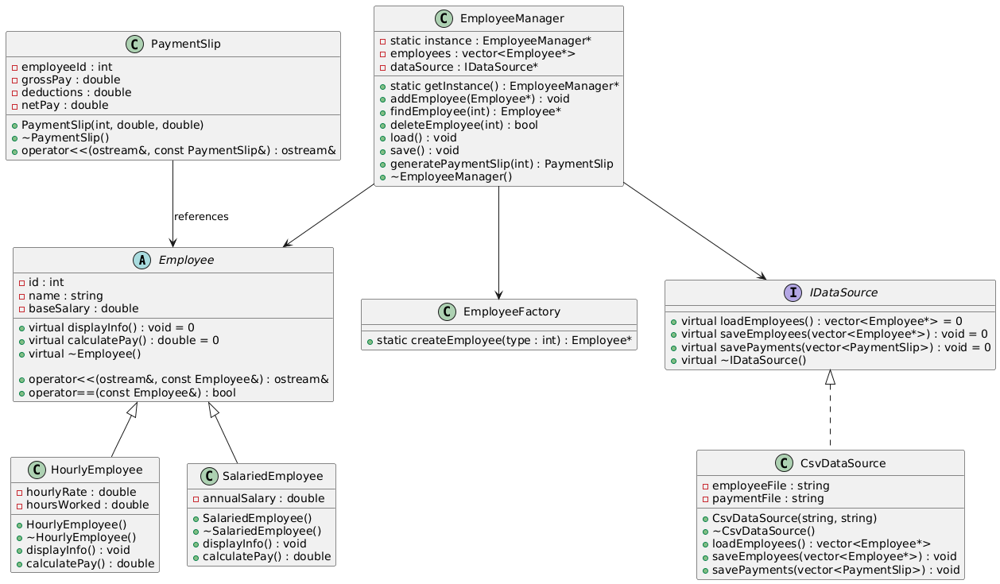 C PaymentSlip
employeeId : int
grossPay : double
deductions : double
netPay : double
PaymentSlip(int, double, double)
~PaymentSlip()
operator<<(ostream&, const PaymentSlip&) : ostream&
C EmployeeManager
static instance : EmployeeManager*
employees : vector<Employee*>
dataSource : IDataSource*
static getInstance() : EmployeeManager*
addEmployee(Employee*) : void
findEmployee(int) : Employee*
deleteEmployee(int) : bool
load() : void
save() : void
generatePaymentSlip(int) : PaymentSlip
~EmployeeManager()
references
A Employee
id : int
name : string
baseSalary : double
virtual displayInfo() : void = 0
virtual calculatePay() : double = 0
virtual ~Employee()
operator<<(ostream&, const Employee&) : ostream&
operator==(const Employee&) : bool
C EmployeeFactory
static createEmployee(type : int) : Employee*
I IDataSource
virtual loadEmployees() : vector<Employee*> = 0
virtual saveEmployees(vector<Employee*>) : void = 0
virtual savePayments(vector<PaymentSlip>) : void = 0
virtual ~IDataSource()
C HourlyEmployee
hourlyRate : double
hoursWorked : double
HourlyEmployee()
~HourlyEmployee()
displayInfo() : void
calculatePay() : double
C SalariedEmployee
annualSalary : double
SalariedEmployee()
~SalariedEmployee()
displayInfo() : void
calculatePay() : double
C CsvDataSource
employeeFile : string
paymentFile : string
CsvDataSource(string, string)
~CsvDataSource()
loadEmployees() : vector<Employee*>
saveEmployees(vector<Employee*>) : void
savePayments(vector<PaymentSlip>) : void